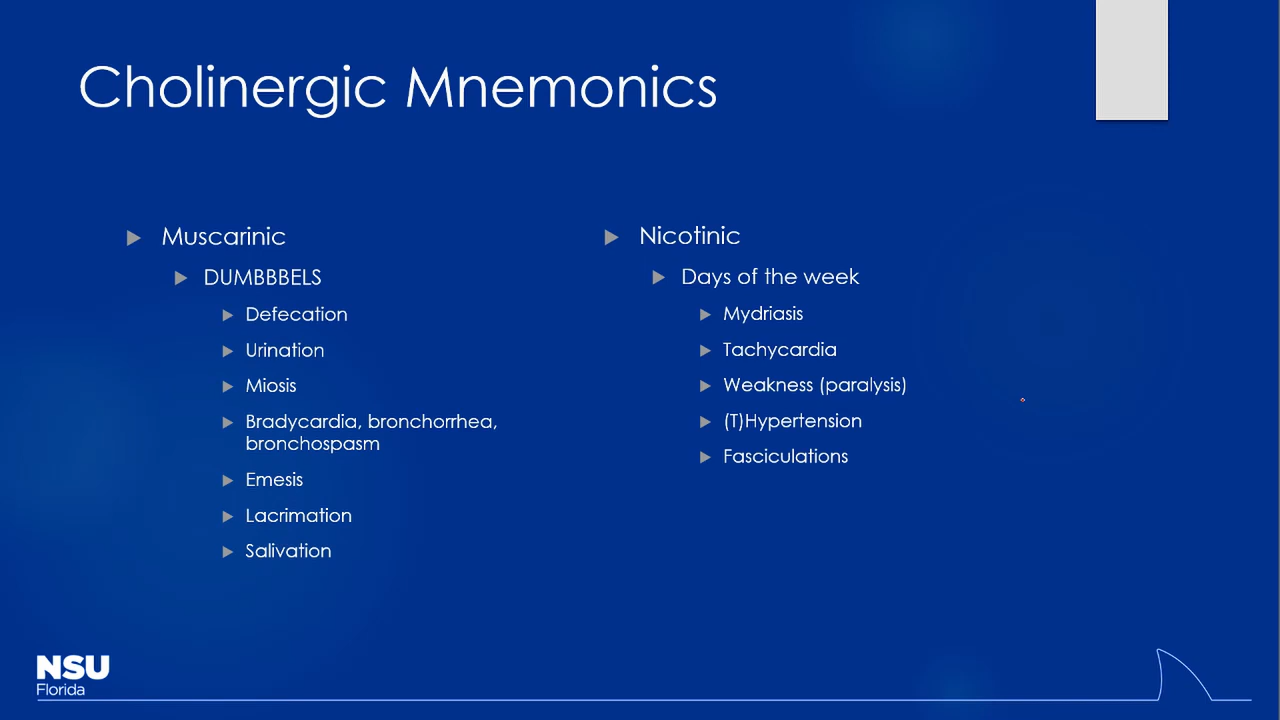 Cholinergic Mnemonics
Muscarinic
DUMBBBELS
Defecation
Urination
Miosis
Bradycardia, bronchorrhea,
bronchospasm
Emesis
Lacrimation
Salivation
Nicotinic
Days of the week
Mydriasis
Tachycardia
Weakness (paralysis)
(T)Hypertension
Fasciculations
NSU
Florida